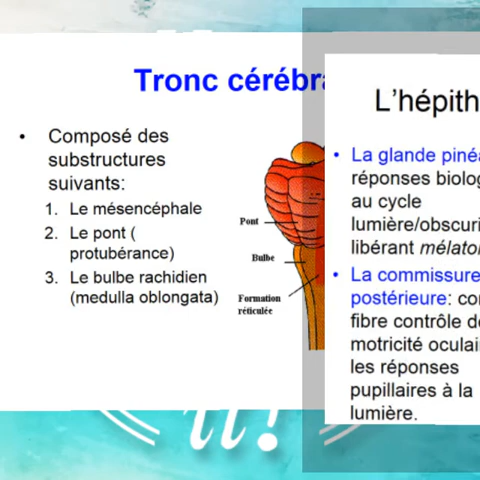 Tronc cérébra
• Composé des
substructures
suivants:
1. Le mésencéphale
2. Le pont (
protubérance)
3. Le bulbe rachidien
(medulla oblongata)
Pont
Bulbe
Formation
réticulée
L'hépith
• La glande pinéa
réponses biolog
au cycle
lumière/obscuri
libérant mélato
• La commissure
postérieure: co
fibre contrôle d
motricité oculai
les réponses
pupillaires à la
lumière.